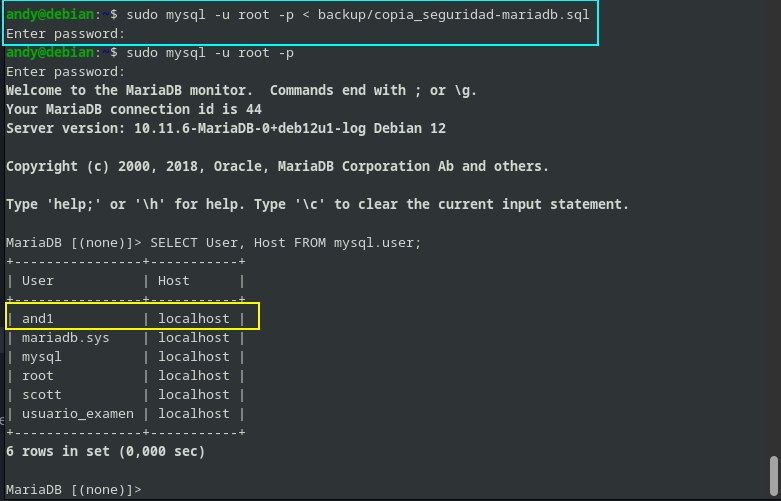 andy@debian:~$ sudo mysql -u root -p < backup/copia_seguridad-mariadb.sql
Enter password:
andy@debian:~$ sudo mysql -u root -p
Enter password:
Welcome to the MariaDB monitor.  Commands end with ; or \g.
Your MariaDB connection id is 44
Server version: 10.11.6-MariaDB-0+deb12u1-log Debian 12

Copyright (c) 2000, 2018, Oracle, MariaDB Corporation Ab and others.

Type 'help;' or '\h' for help. Type '\c' to clear the current input statement.

MariaDB [(none)]> SELECT User, Host FROM mysql.user;
+----------------+-----------+
| User           | Host      |
+----------------+-----------+
| and1           | localhost |
| mariadb.sys    | localhost |
| mysql          | localhost |
| root           | localhost |
| scott          | localhost |
| usuario_examen | localhost |
+----------------+-----------+
6 rows in set (0,000 sec)

MariaDB [(none)]>